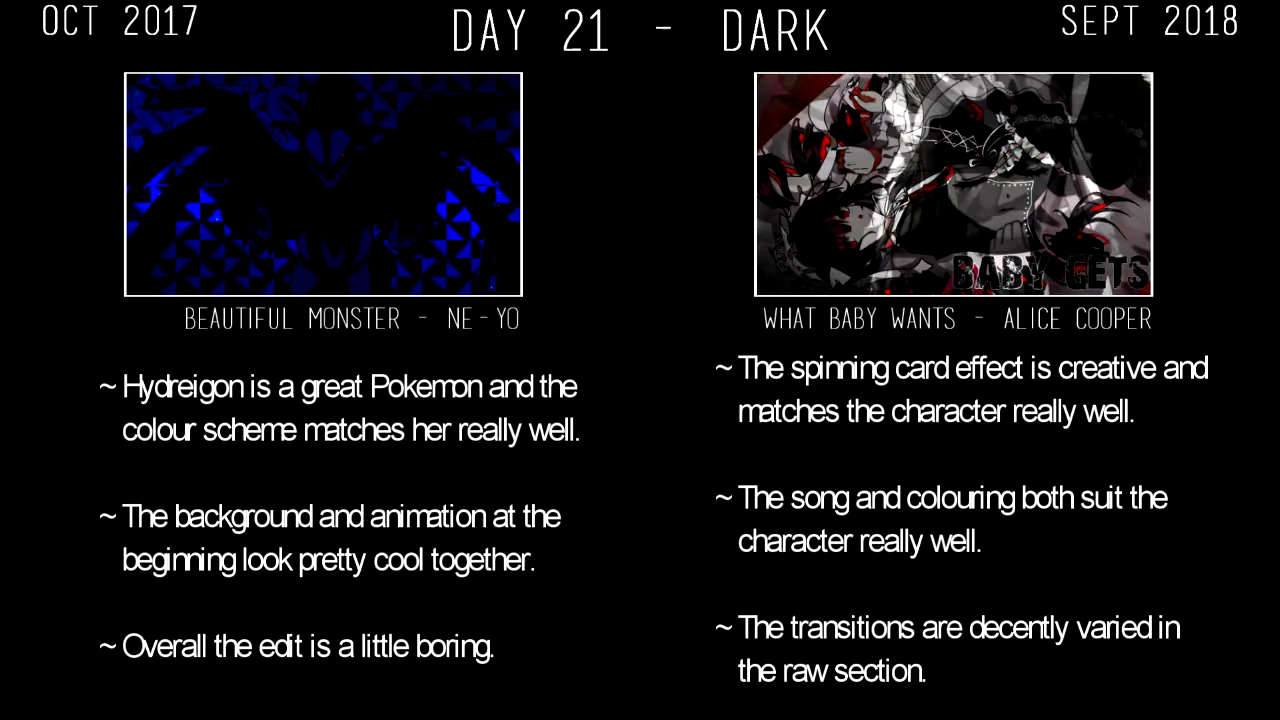 OCT 2017
DAY 21 - DARK
SEPT 2018
BABY GETS
BEAUTIFUL MONSTER - NE-YO
WHAT BABY WANTS - ALICE COOPER
~ Hydreigon is a great Pokemon and the
colour scheme matches her really well.
~ The background and animation at the
beginning look pretty cool together.
~ Overall the edit is a little boring.
~ The spinning card effect is creative and
matches the character really well.
~ The song and colouring both suit the
character really well.
~ The transitions are decently varied in
the raw section.